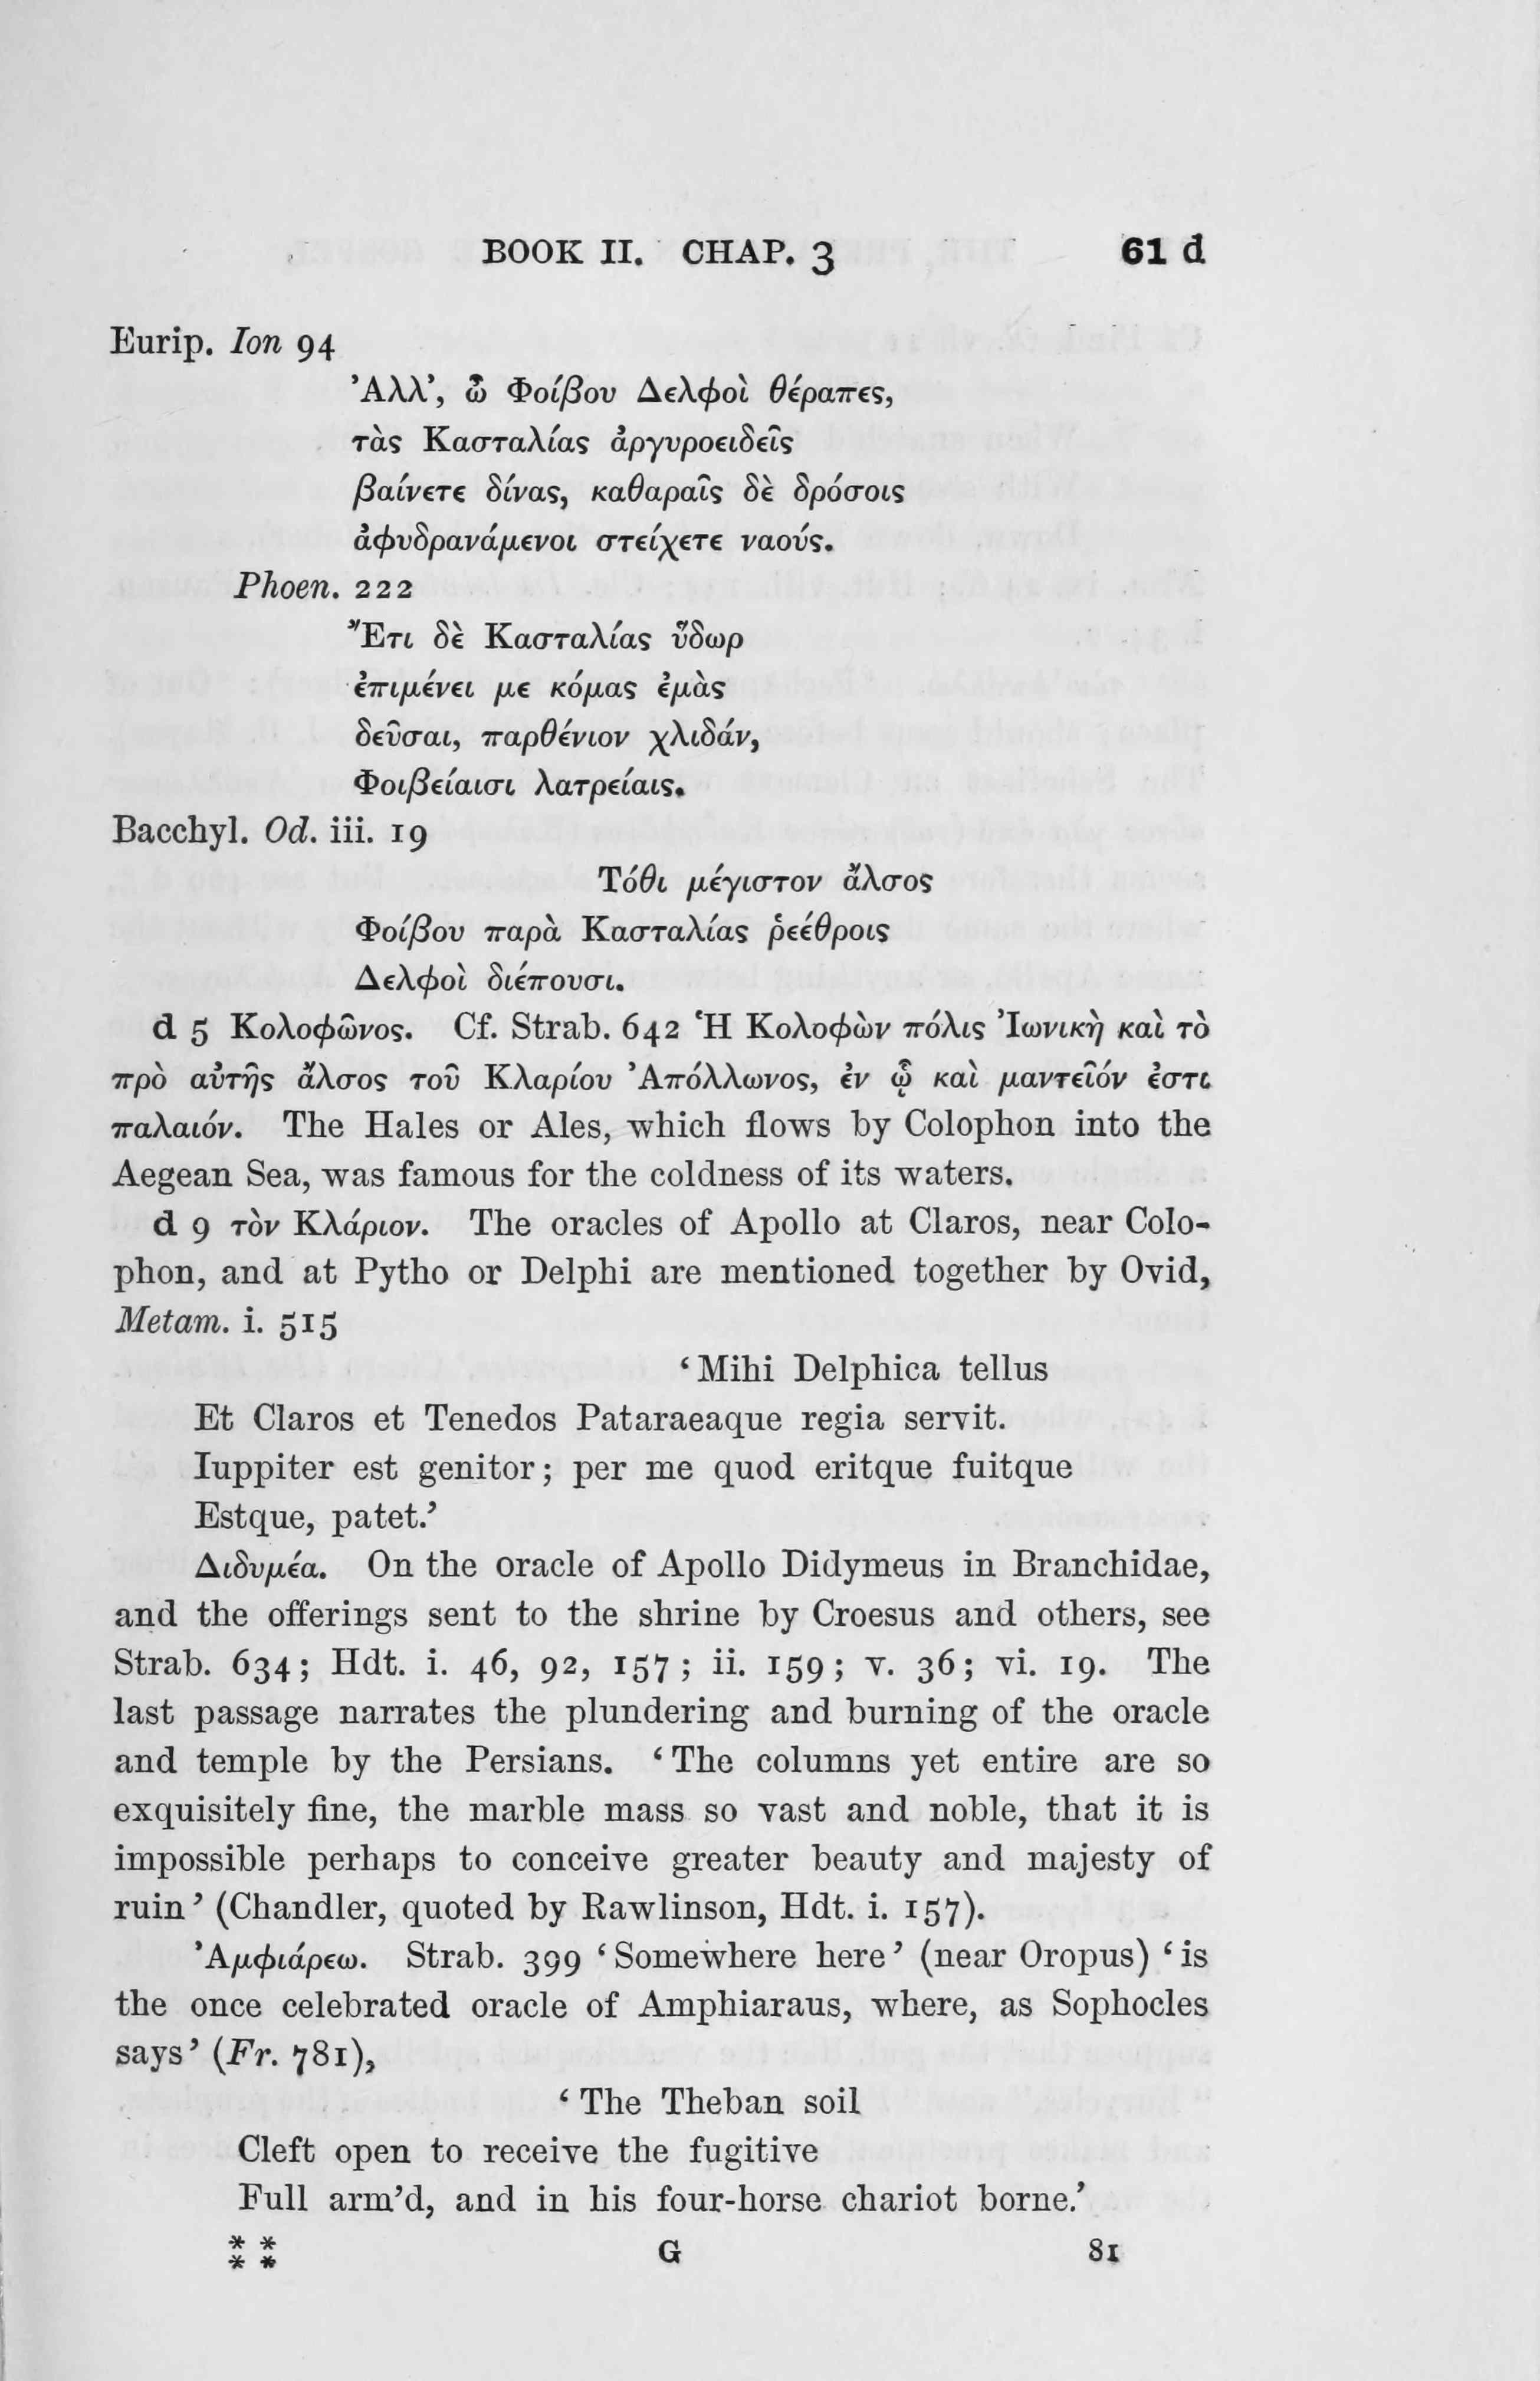 BOOK II. CHAP. 3 61 d
Eurip. Ion 94
Ἀλλ’, ὦ Φοίβου Δελφοὶ θέραπες,
τὰς Κασταλίας ἀργυροειδεῖς
βαίνετε δίνας, καθαραῖς δὲ δρόσοις
ἀφυδρανάμενοι στείχετε ναούς.
Phoen. 222
Ἔτι δὲ Κασταλίας ὕδωρ
ἐπιμένει με κόμας ἐμὰς
δεῦσαι, παρθένιον χλιδάν,
Φοιβείαισι λατρείαις.
Bacchyl. Od. iii. 19
Τόθι μέγιστον ἄλσος
Φοίβου παρὰ Κασταλίας ῥεέθροις
Δελφοὶ διέπουσι.
d 5 Κολοφῶνος. Cf. Strab. 642 Ἡ Κολοφὼν πόλις Ἰωνικὴ καὶ τὸ
πρὸ αὐτῆς ἄλσος τοῦ Κλαρίου Ἀπόλλωνος, ἐν ᾧ καὶ μαντεῖόν ἐστι
παλαιόν. The Hales or Ales, which flows by Colophon into the
Aegean Sea, was famous for the coldness of its waters.
d 9 τὸν Κλάριον. The oracles of Apollo at Claros, near Colo-
phon, and at Pytho or Delphi are mentioned together by Ovid,
Metam. i. 515
‘Mihi Delphica tellus
Et Claros et Tenedos Pataraeaque regia servit.
Iuppiter est genitor; per me quod eritque fuitque
Estque, patet.’
Διδυμέα. On the oracle of Apollo Didymeus in Branchidae,
and the offerings sent to the shrine by Croesus and others, see
Strab. 634; Hdt. i. 46, 92, 157; ii. 159; v. 36; vi. 19. The
last passage narrates the plundering and burning of the oracle
and temple by the Persians. ‘The columns yet entire are so
exquisitely fine, the marble mass so vast and noble, that it is
impossible perhaps to conceive greater beauty and majesty of
ruin’ (Chandler, quoted by Rawlinson, Hdt. i. 157).
Ἀμφιάρεω. Strab. 399 ‘Somewhere here’ (near Oropus) ‘is
the once celebrated oracle of Amphiaraus, where, as Sophocles
says’ (Fr. 781),
‘The Theban soil
Cleft open to receive the fugitive
Full arm’d, and in his four-horse chariot borne.’
* * G 81
* *